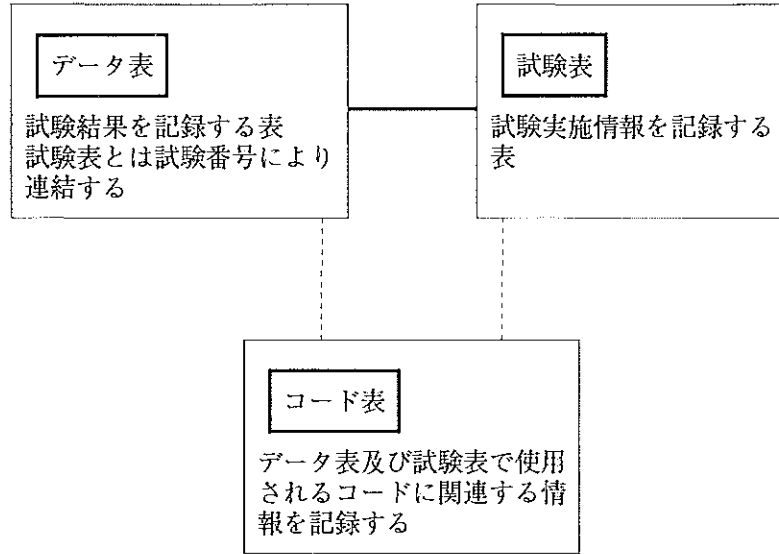 データ表
試験結果を記録する表
試験表とは試験番号により
連結する
試験表
試験実施情報を記録する
表
コード表
データ表及び試験表で使用
されるコードに関連する情
報を記録する